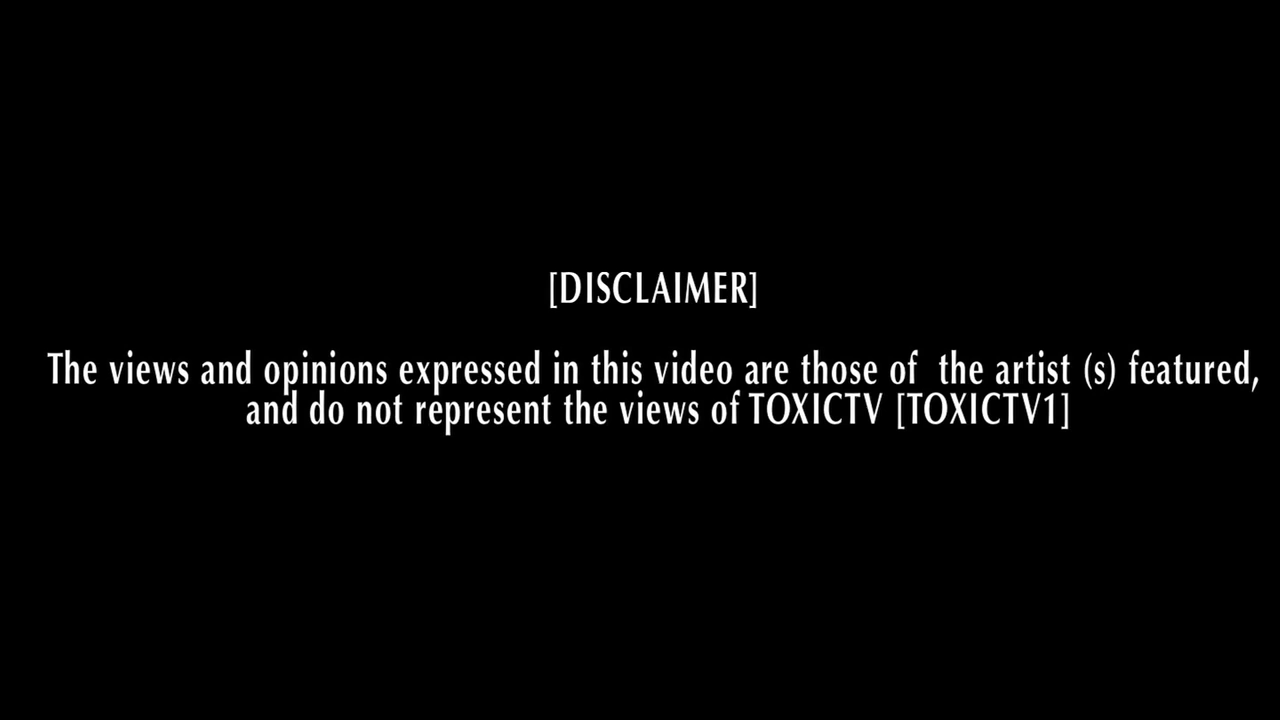 [DISCLAIMER]
The views and opinions expressed in this video are those of  the artist (s) featured,
and do not represent the views of TOXICTV [TOXICTV1]